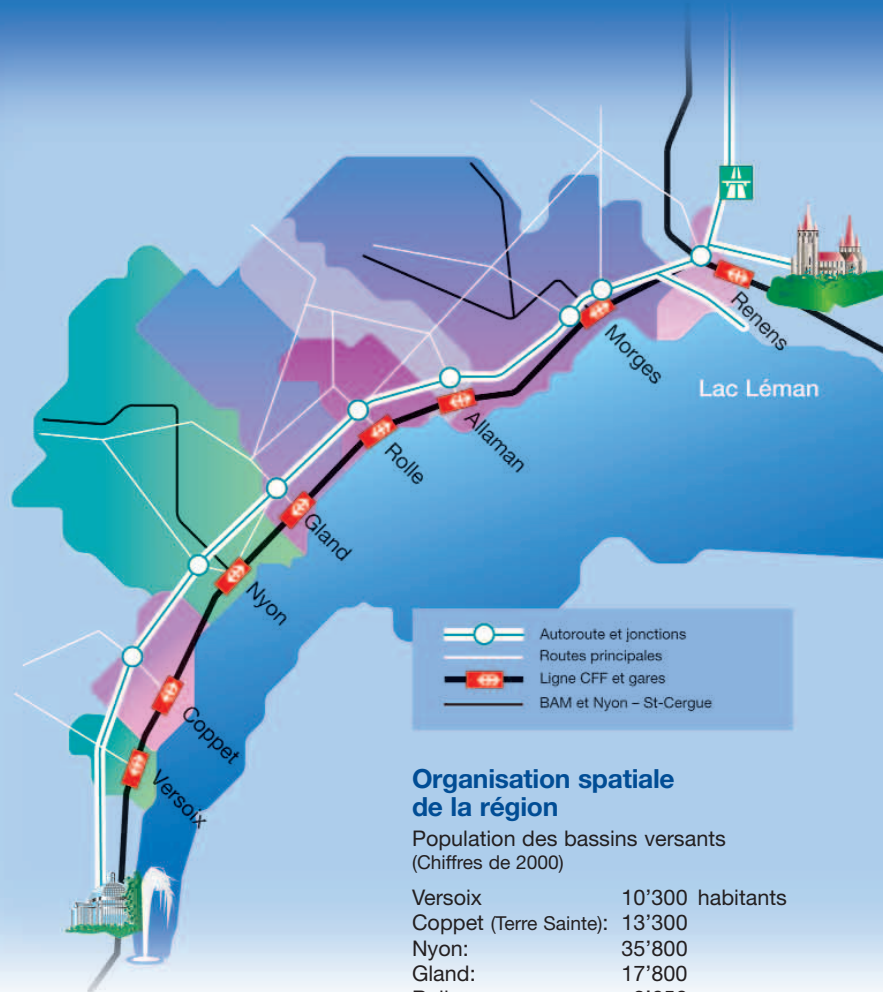 Renens
Morges
Lac Léman
Allaman
Rolle
Gland
Nyon
Coppet
Versoix
Autoroute et jonctions
Routes principales
Ligne CFF et gares
BAM et Nyon – St-Cergue
Organisation spatiale
de la région
Population des bassins versants
(Chiffres de 2000)
Versoix 10’300 habitants
Coppet (Terre Sainte): 13’300
Nyon: 35’800
Gland: 17’800